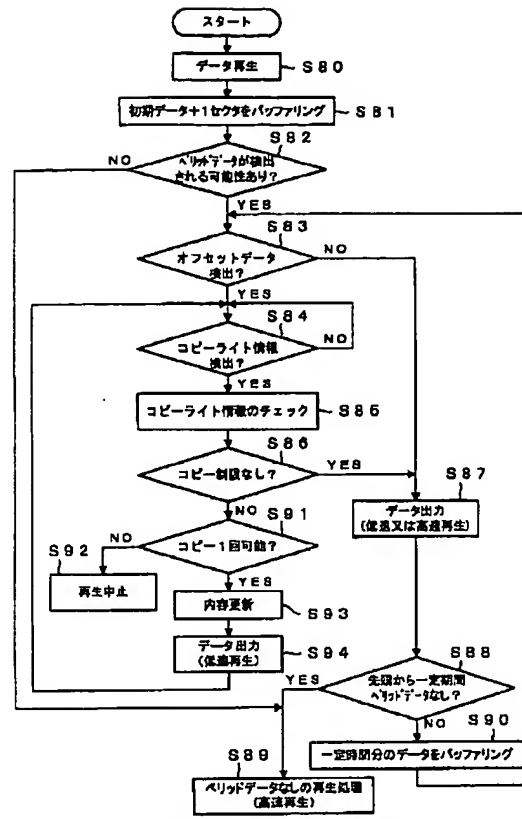 スタート
データ再生
S80
初期データ+1セクタをバッファリング
S81
S82
NO
ベリッドデータが検出
される可能性あり?
YES
S83
オフセットデータ
検出?
NO
YES
S84
コピーライト情報
検出?
NO
YES
コピーライト情報のチェック
S85
S86
コピー制限なし?
YES
S87
データ出力
(低速又は高速再生)
NO
S91
コピー1回可能?
NO
S92
再生中止
YES
内容更新
S93
データ出力
(低速再生)
S94
S88
先頭から一定期間
ベリッドデータなし?
YES
NO
S90
一定時間分のデータをバッファリング
S89
ベリッドデータなしの再生処理
(高速再生)